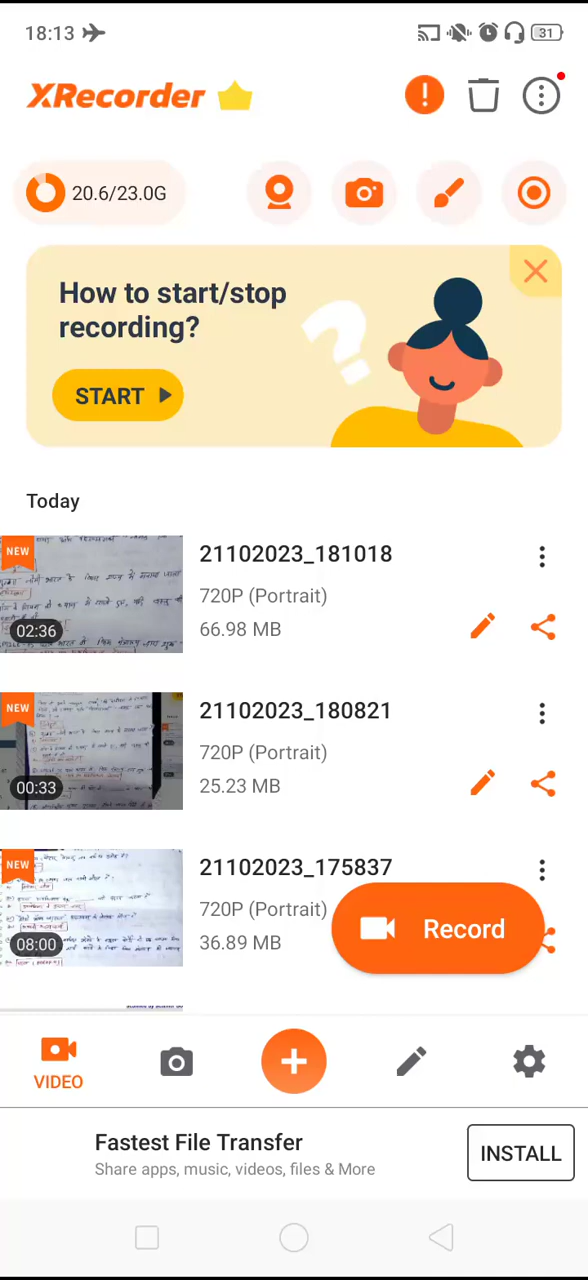 18:13
31
XRecorder
20.6/23.0G
How to start/stop
recording?
START
Today
NEW
02:36
21102023_181018
720P (Portrait)
66.98 MB
NEW
00:33
21102023_180821
720P (Portrait)
25.23 MB
NEW
08:00
21102023_175837
720P (Portrait)
36.89 MB
Record
VIDEO
Fastest File Transfer
Share apps, music, videos, files & More
INSTALL